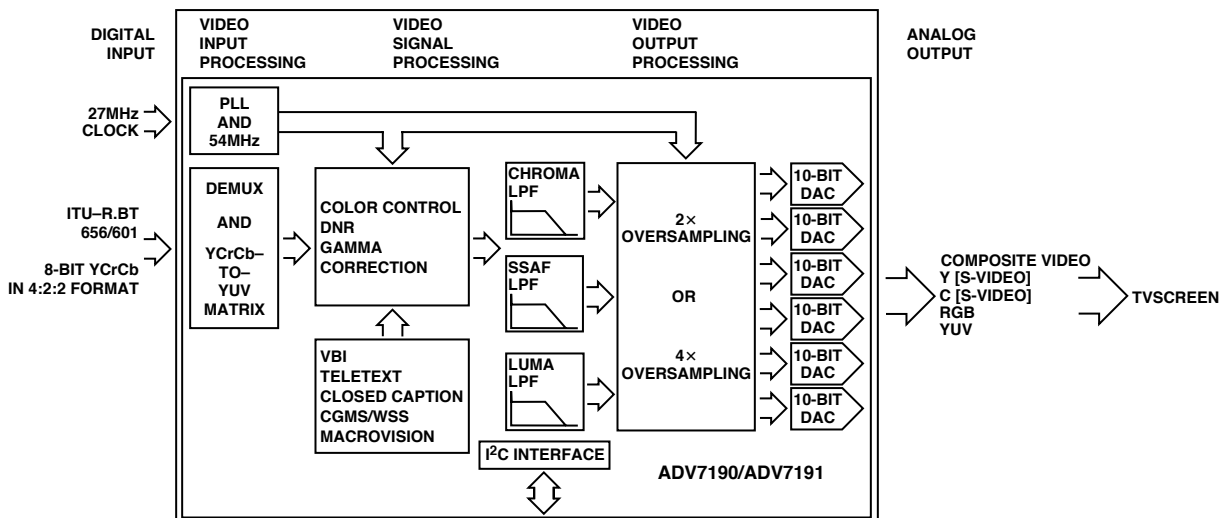 DIGITAL
INPUT
VIDEO
INPUT
PROCESSING
VIDEO
SIGNAL
PROCESSING
VIDEO
OUTPUT
PROCESSING
ANALOG
OUTPUT
27MHz
CLOCK
PLL
AND
54MHz
ITU–R.BT
656/601
8-BIT YCrCb
IN 4:2:2 FORMAT
DEMUX
AND
YCrCb–
TO–
YUV
MATRIX
COLOR CONTROL
DNR
GAMMA
CORRECTION
VBI
TELETEXT
CLOSED CAPTION
CGMS/WSS
MACROVISION
CHROMA
LPF
SSAF
LPF
LUMA
LPF
I²C INTERFACE
2×
OVERSAMPLING
OR
4×
OVERSAMPLING
10-BIT
DAC
10-BIT
DAC
10-BIT
DAC
10-BIT
DAC
10-BIT
DAC
10-BIT
DAC
ADV7190/ADV7191
COMPOSITE VIDEO
Y [S-VIDEO]
C [S-VIDEO]
RGB
YUV
TVSCREEN